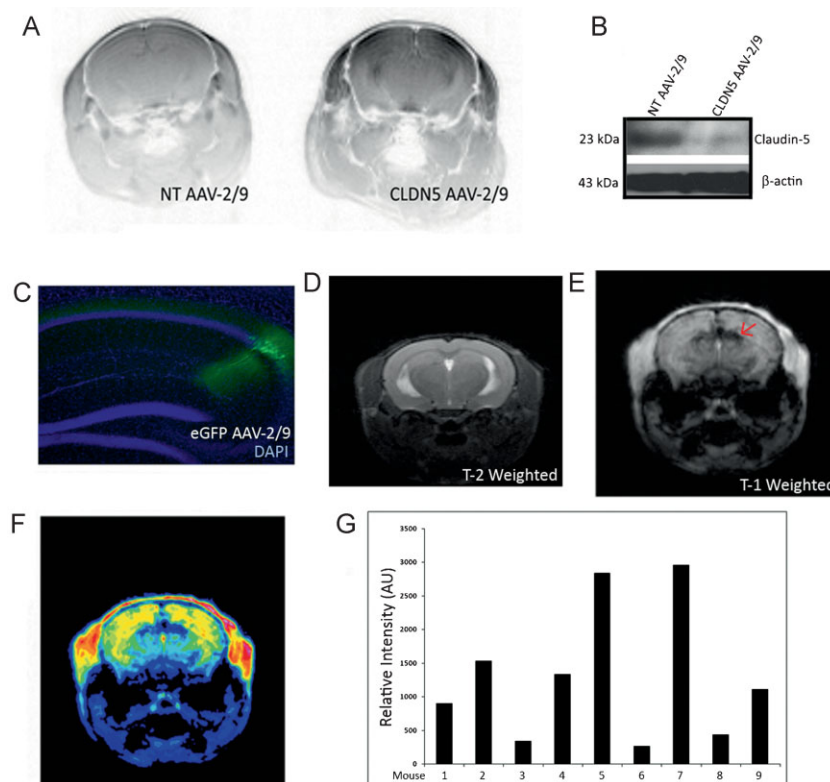 A
NT AAV-2/9
CLDN5 AAV-2/9
B
NT AAV-2/9
CLDN5 AAV-2/9
23 kDa
Claudin-5
43 kDa
β-actin
C
eGFP AAV-2/9
DAPI
D
T-2 Weighted
E
T-1 Weighted
F
G
Relative Intensity (AU)
3500
3000
2500
2000
1500
1000
500
0
Mouse 1 2 3 4 5 6 7 8 9